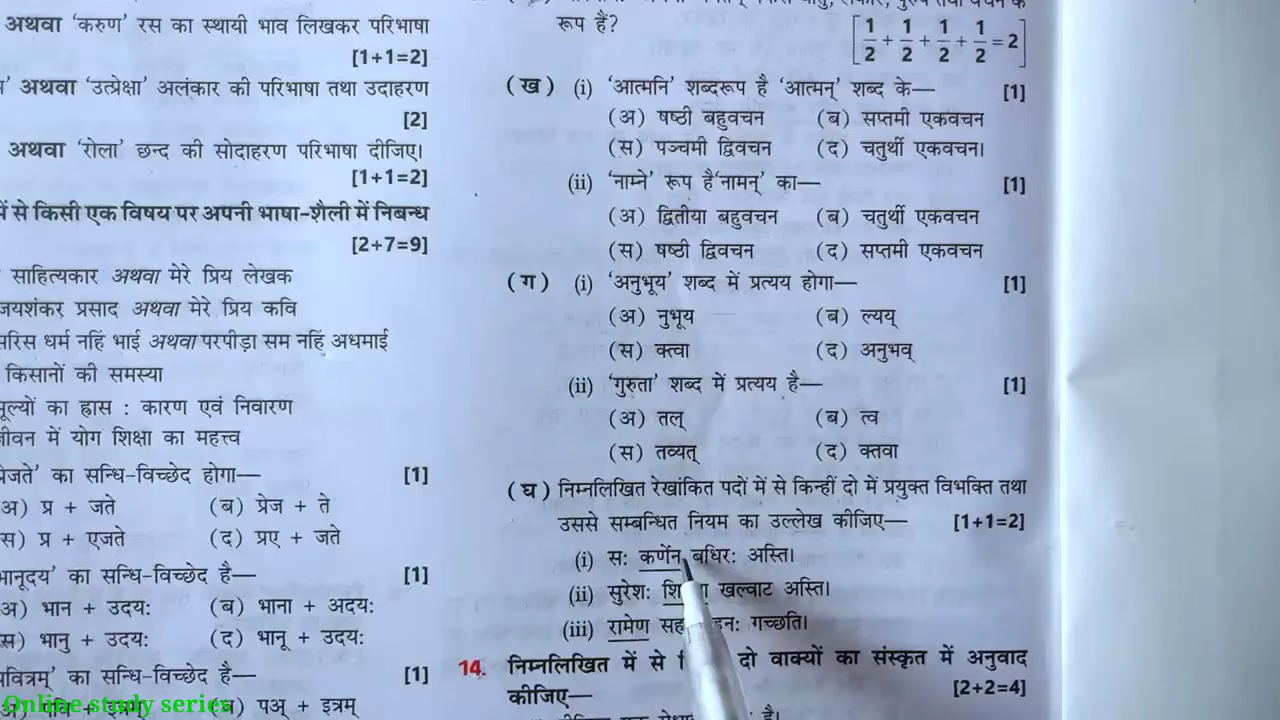 अथवा ‘करुण’ रस का स्थायी भाव लिखकर परिभाषा
[1+1=2]
अथवा ‘उत्प्रेक्षा’ अलंकार की परिभाषा तथा उदाहरण
[2]
अथवा ‘रोला’ छन्द की सोदाहरण परिभाषा दीजिए।
[1+1=2]
में से किसी एक विषय पर अपनी भाषा-शैली में निबन्ध
[2+7=9]
साहित्यकार अथवा मेरे प्रिय लेखक
जयशंकर प्रसाद अथवा मेरे प्रिय कवि
सरिस धर्म नहिं भाई अथवा परपीड़ा सम नहिं अधमाई
किसानों की समस्या
मूल्यों का ह्रास : कारण एवं निवारण
जीवन में योग शिक्षा का महत्त्व
प्रेजते’ का सन्धि-विच्छेद होगा— [1]
अ) प्र + जते (ब) प्रेज + ते
स) प्र + एजते (द) प्रए + जते
भानूदय’ का सन्धि-विच्छेद है— [1]
अ) भान + उदय: (ब) भाना + अदय:
स) भानु + उदय: (द) भानू + उदय:
पवित्रम्’ का सन्धि-विच्छेद है— [1]
पअ् + इत्रम्
रूप हैं? [1/2 + 1/2 + 1/2 + 1/2 = 2]
(ख) (i) ‘आत्मनि’ शब्दरूप है ‘आत्मन्’ शब्द के— [1]
(अ) षष्ठी बहुवचन (ब) सप्तमी एकवचन
(स) पञ्चमी द्विवचन (द) चतुर्थी एकवचन।
(ii) ‘नाम्ने’ रूप है‘नामन्’ का— [1]
(अ) द्वितीया बहुवचन (ब) चतुर्थी एकवचन
(स) षष्ठी द्विवचन (द) सप्तमी एकवचन
(ग) (i) ‘अनुभूय’ शब्द में प्रत्यय होगा— [1]
(अ) नुभूय (ब) ल्यय्
(स) क्त्वा (द) अनुभव्
(ii) ‘गुरुता’ शब्द में प्रत्यय है— [1]
(अ) तल् (ब) त्व
(स) तव्यत् (द) क्तवा
(घ) निम्नलिखित रेखांकित पदों में से किन्हीं दो में प्रयुक्त विभक्ति तथा
उससे सम्बन्धित नियम का उल्लेख कीजिए— [1+1=2]
(i) स: कर्णेन बधिर: अस्ति।
(ii) सुरेश: खल्वाट अस्ति।
(iii) रामेण गच्छति।
14. निम्नलिखित में से दो वाक्यों का संस्कृत में अनुवाद
कीजिए— [2+2=4]
Online study series